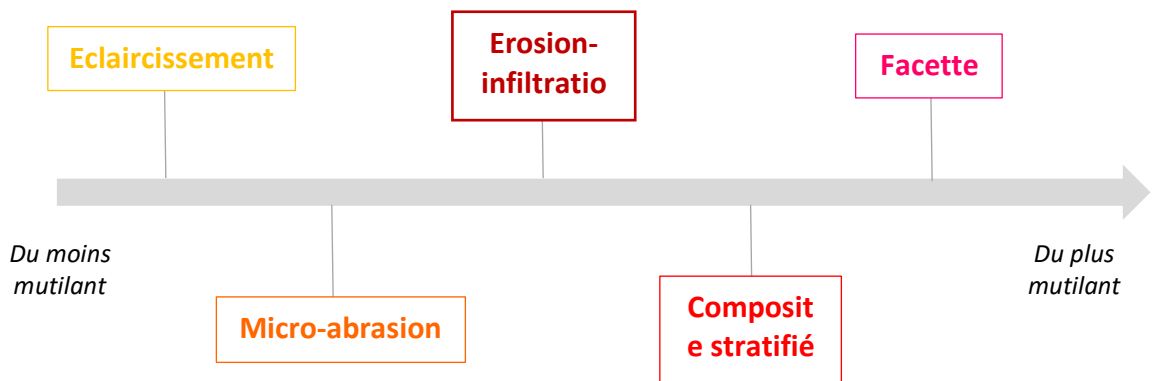 Eclaircissement
Erosion-
infiltratio
Facette
Du moins
mutilant
Du plus
mutilant
Micro-abrasion
Composit
e stratifié